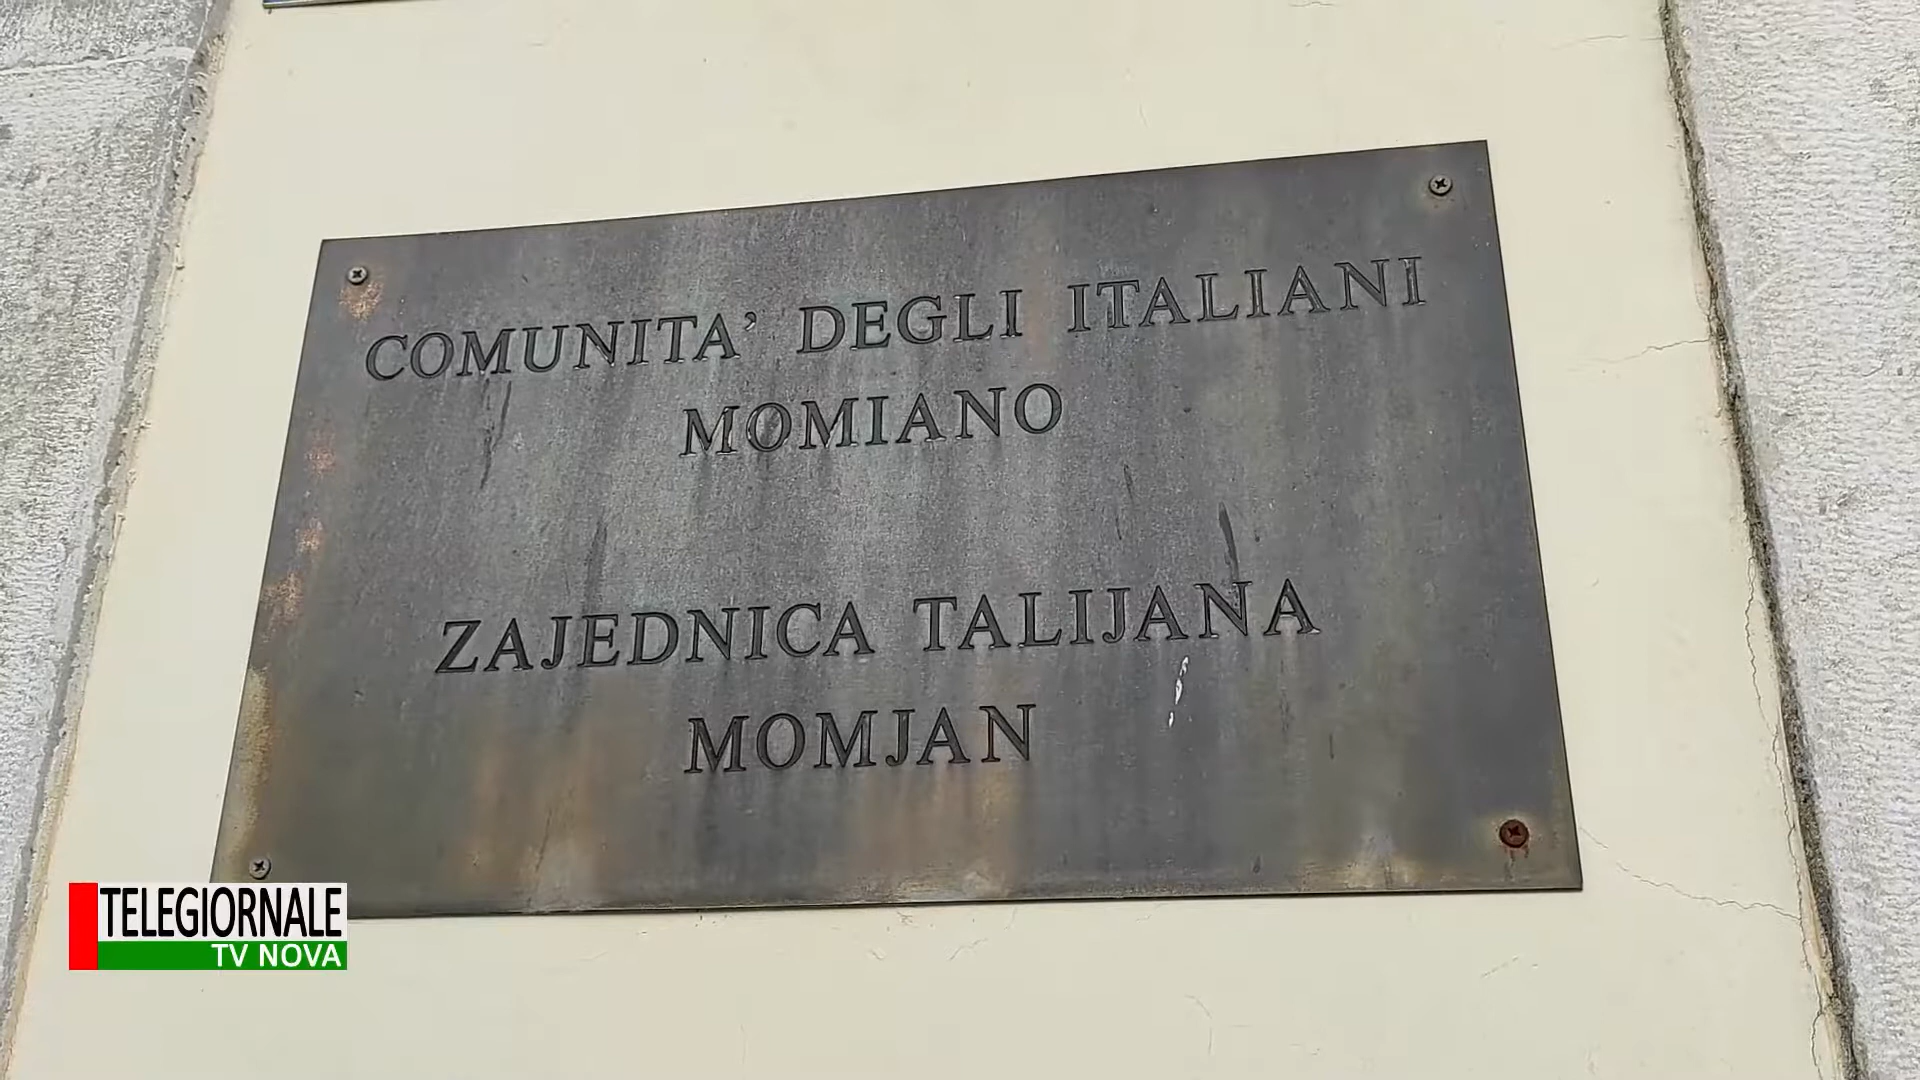 COMUNITA' DEGLI ITALIANI
MOMIANO
ZAJEDNICA TALIJANA
MOMJAN
TELEGIORNALE
TV NOVA